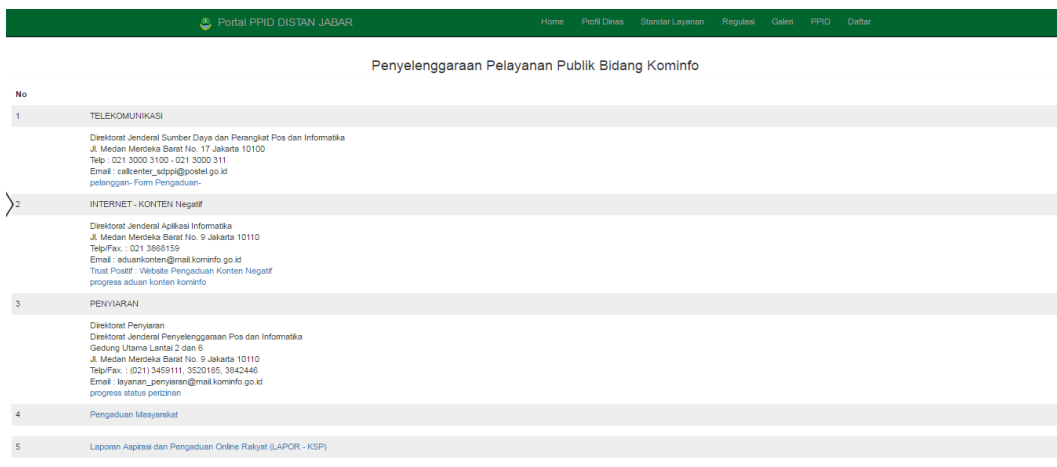 Portal PPID DISTAN JABAR Home Profil Dinas Standar Layanan Regulasi Galeri PPID Daftar
Penyelenggaraan Pelayanan Publik Bidang Kominfo
No
1 TELEKOMUNIKASI
Direktorat Jenderal Sumber Daya dan Perangkat Pos dan Informatika
Jl. Medan Merdeka Barat No. 17 Jakarta 10100
Telp : 021 3000 3100 - 021 3000 311
Email : callcenter_sdppi@postel.go.id
pelanggan- Form Pengaduan-
2 INTERNET - KONTEN Negatif
Direktorat Jenderal Aplikasi Informatika
Jl. Medan Merdeka Barat No. 9 Jakarta 10110
Telp/Fax. : 021 3868159
Email : aduankonten@mail.kominfo.go.id
Trust Positif : Website Pengaduan Konten Negatif
progress aduan konten kominfo
3 PENYIARAN
Direktorat Penyiaran
Direktorat Jenderal Penyelenggaraan Pos dan Informatika
Gedung Utama Lantai 2 dan 6
Jl. Medan Merdeka Barat No. 9 Jakarta 10110
Telp/Fax. : (021) 3459111, 3520185, 3842446
Email : layanan_penyiaran@mail.kominfo.go.id
progress status perizinan
4 Pengaduan Masyarakat
5 Laporan Aspirasi dan Pengaduan Online Rakyat (LAPOR - KSP)